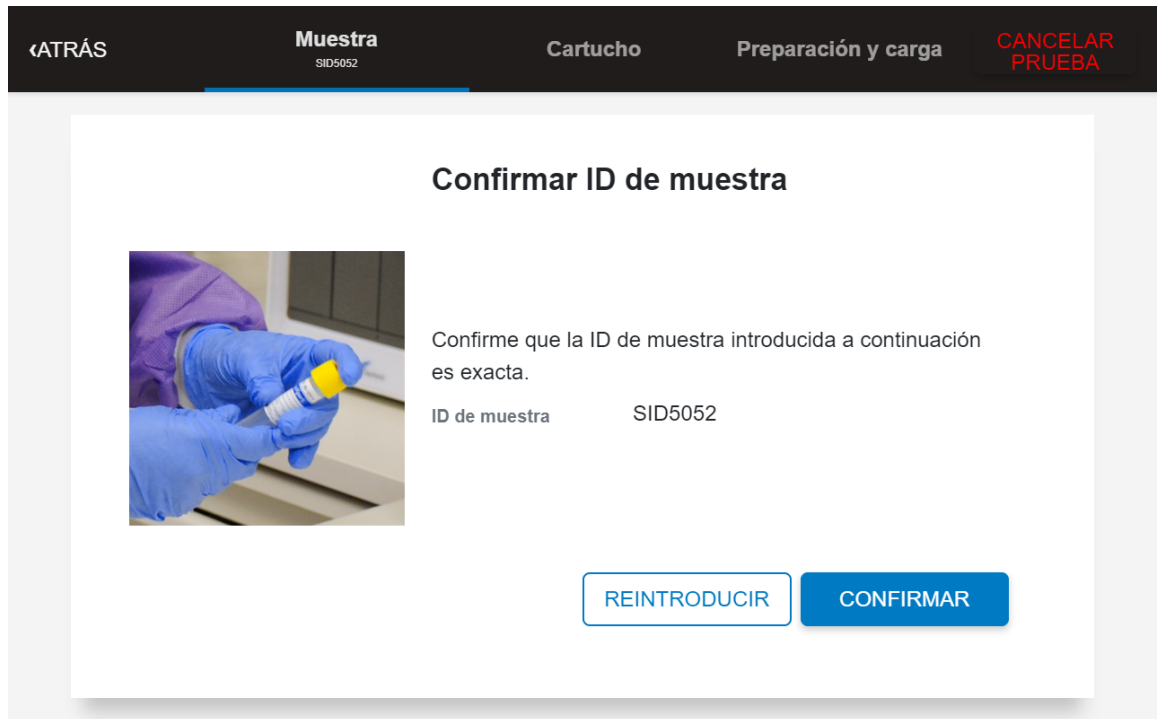 ‹ATRÁS
Muestra
SID5052
Cartucho
Preparación y carga
CANCELAR
PRUEBA
Confirmar ID de muestra
Confirme que la ID de muestra introducida a continuación
es exacta.
ID de muestra SID5052
REINTRODUCIR
CONFIRMAR